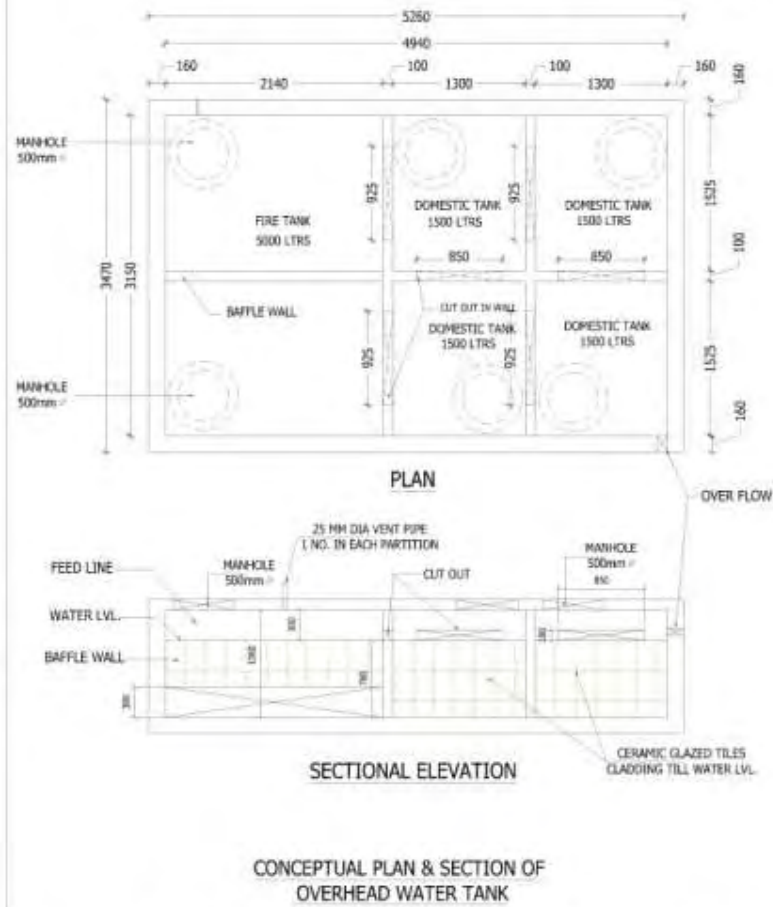 5260
4940
160
100
100
160
2140
1300
1300
160
MANHOLE
500mm
925
925
1525
FIRE TANK
5000 LTRS
DOMESTIC TANK
1500 LTRS
DOMESTIC TANK
1500 LTRS
850
850
3470
3150
100
BAFFLE WALL
CUT OUT IN WALL
DOMESTIC TANK
1500 LTRS
DOMESTIC TANK
1500 LTRS
925
925
1525
MANHOLE
500mm
160
PLAN
OVER FLOW
25 MM DIA VENT PIPE
1 NO. IN EACH PARTITION
FEED LINE
MANHOLE
500mm
CUT OUT
MANHOLE
500mm
850
WATER LVL.
300
BAFFLE WALL
300
CERAMIC GLAZED TILES
CLADDING TILL WATER LVL.
SECTIONAL ELEVATION
CONCEPTUAL PLAN & SECTION OF
OVERHEAD WATER TANK